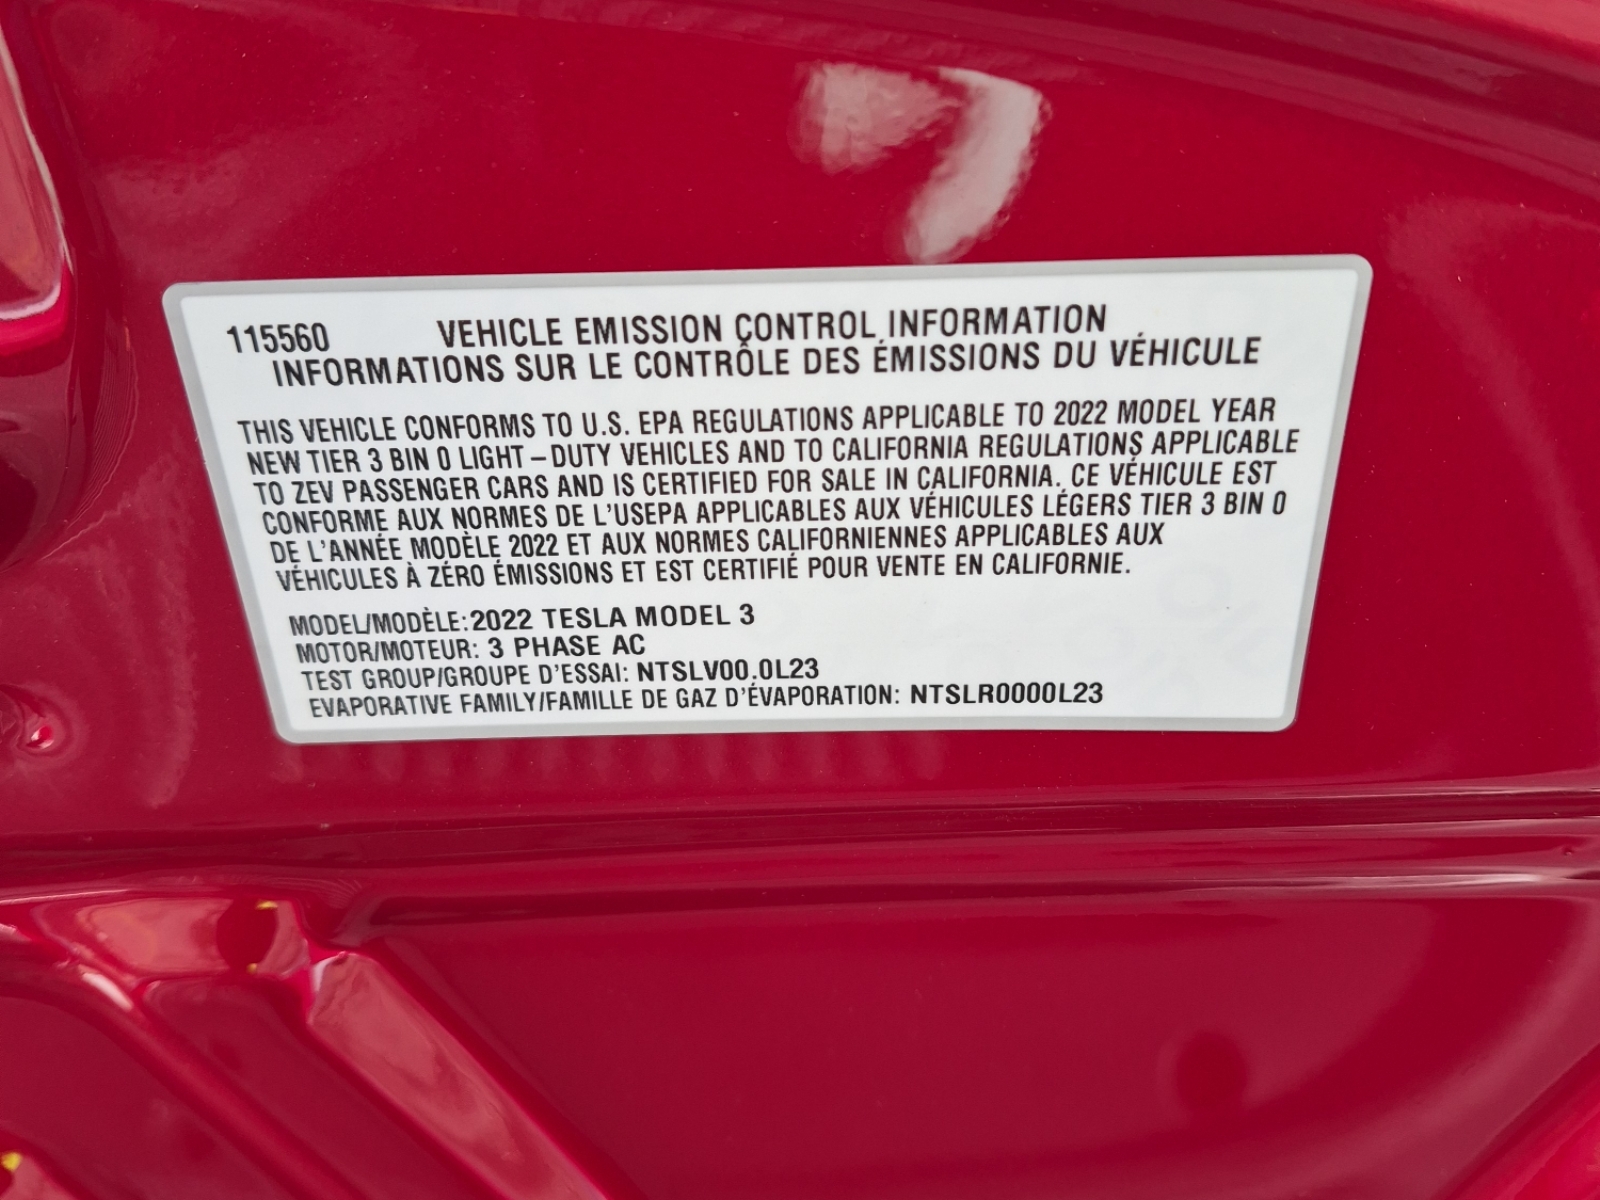 115560 VEHICLE EMISSION CONTROL INFORMATION
INFORMATIONS SUR LE CONTRÔLE DES ÉMISSIONS DU VÉHICULE
THIS VEHICLE CONFORMS TO U.S. EPA REGULATIONS APPLICABLE TO 2022 MODEL YEAR
NEW TIER 3 BIN 0 LIGHT–DUTY VEHICLES AND TO CALIFORNIA REGULATIONS APPLICABLE
TO ZEV PASSENGER CARS AND IS CERTIFIED FOR SALE IN CALIFORNIA. CE VÉHICULE EST
CONFORME AUX NORMES DE L'USEPA APPLICABLES AUX VÉHICULES LÉGERS TIER 3 BIN 0
DE L'ANNÉE MODÈLE 2022 ET AUX NORMES CALIFORNIENNES APPLICABLES AUX
VÉHICULES À ZÉRO ÉMISSIONS ET EST CERTIFIÉ POUR VENTE EN CALIFORNIE.
MODEL/MODÈLE: 2022 TESLA MODEL 3
MOTOR/MOTEUR: 3 PHASE AC
TEST GROUP/GROUPE D'ESSAI: NTSLV00.0L23
EVAPORATIVE FAMILY/FAMILLE DE GAZ D'ÉVAPORATION: NTSLR0000L23